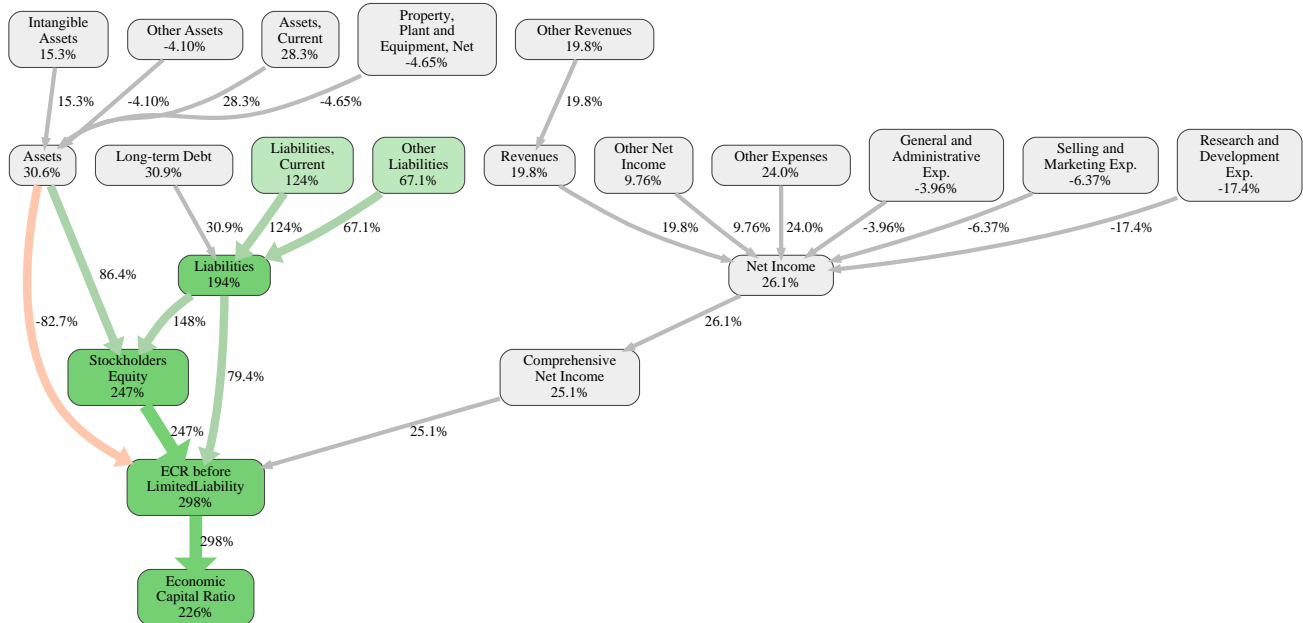 Intangible
Assets
15.3%
Other Assets
-4.10%
Assets,
Current
28.3%
Property,
Plant and
Equipment, Net
-4.65%
Other Revenues
19.8%
15.3%
-4.10%
28.3%
-4.65%
19.8%
Assets
30.6%
Long-term Debt
30.9%
Liabilities,
Current
124%
Other
Liabilities
67.1%
Revenues
19.8%
Other Net
Income
9.76%
Other Expenses
24.0%
General and
Administrative
Exp.
-3.96%
Selling and
Marketing Exp.
-6.37%
Research and
Development
Exp.
-17.4%
30.9%
124%
67.1%
19.8%
9.76%
24.0%
-3.96%
-6.37%
-17.4%
Liabilities
194%
Net Income
26.1%
86.4%
-82.7%
148%
79.4%
26.1%
Stockholders
Equity
247%
Comprehensive
Net Income
25.1%
247%
25.1%
ECR before
LimitedLiability
298%
298%
Economic
Capital Ratio
226%